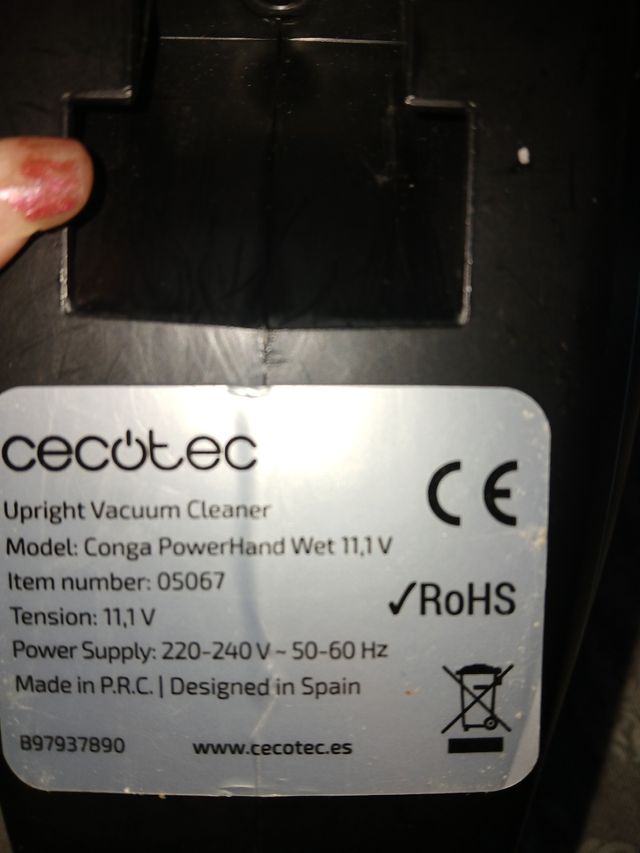 cecotec
CE
Upright Vacuum Cleaner
Model: Conga PowerHand Wet 11,1 V
Item number: 05067
✓RoHS
Tension: 11,1 V
Power Supply: 220-240 V ~ 50-60 Hz
Made in P.R.C. | Designed in Spain
B97937890
www.cecotec.es